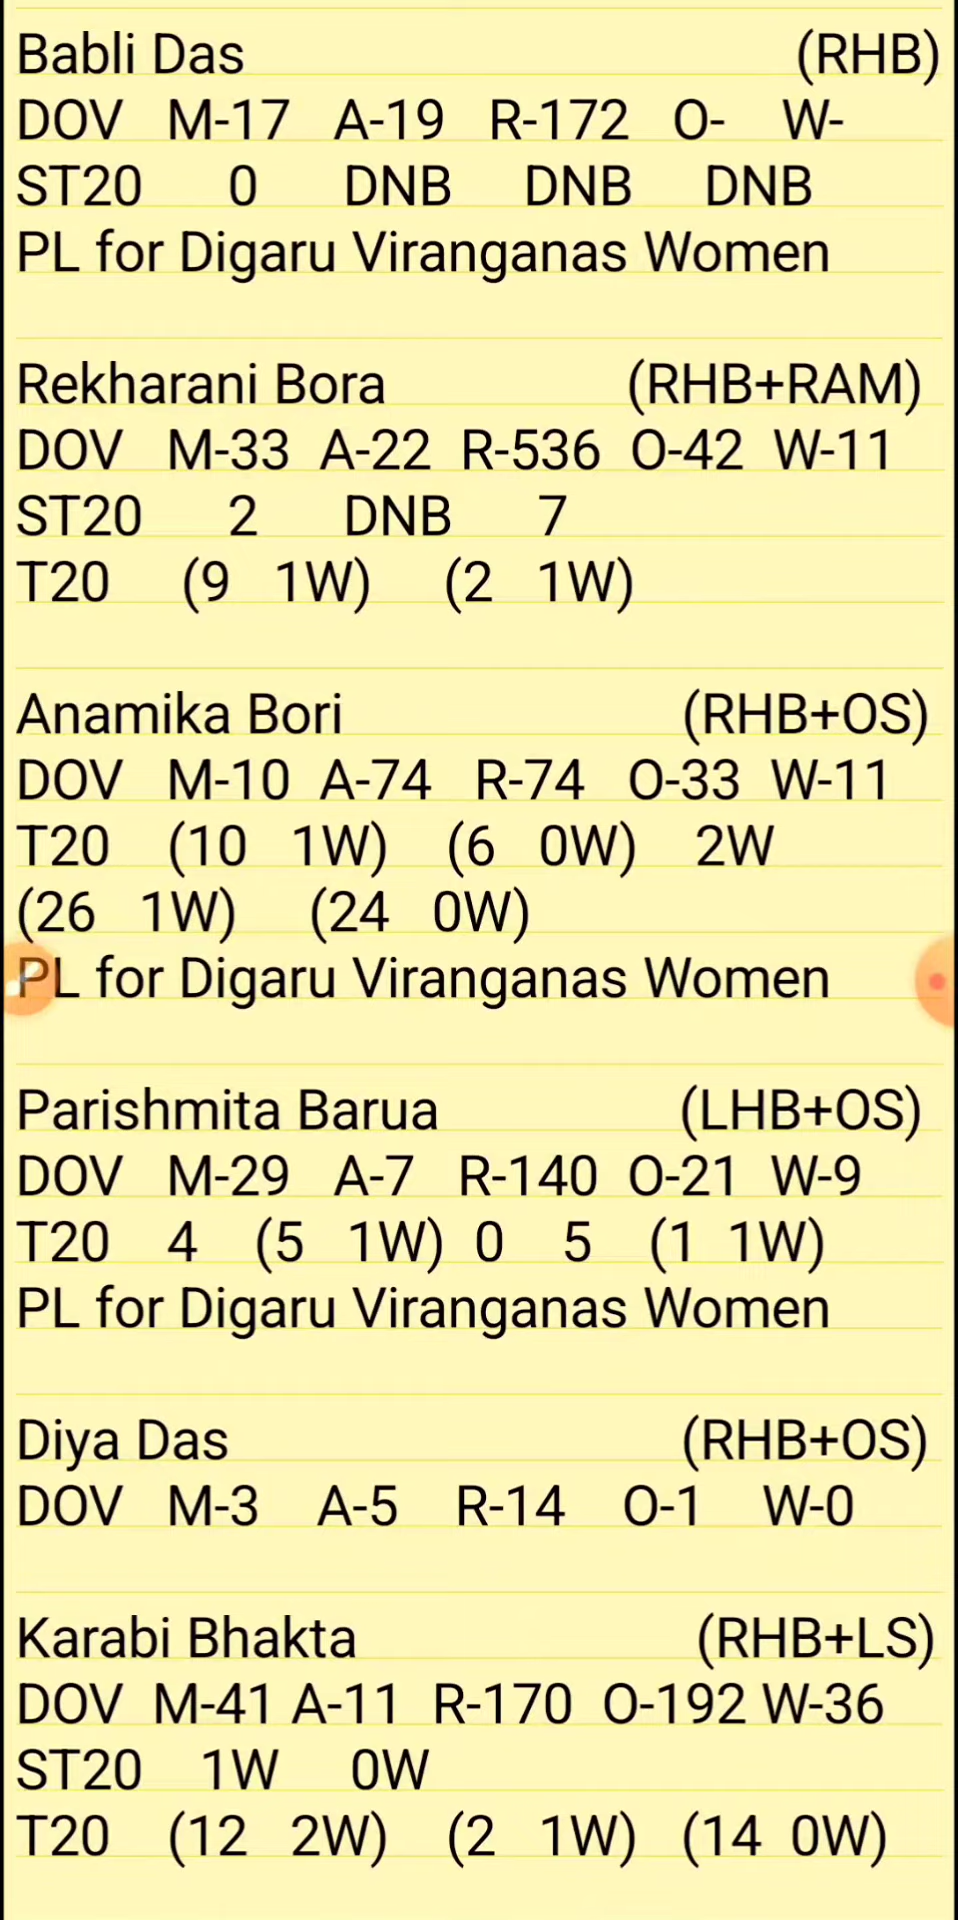 Babli Das (RHB)
DOV M-17 A-19 R-172 O- W-
ST20 0 DNB DNB DNB
PL for Digaru Viranganas Women
Rekharani Bora (RHB+RAM)
DOV M-33 A-22 R-536 O-42 W-11
ST20 2 DNB 7
T20 (9 1W) (2 1W)
Anamika Bori (RHB+OS)
DOV M-10 A-74 R-74 O-33 W-11
T20 (10 1W) (6 0W) 2W
(26 1W) (24 0W)
PL for Digaru Viranganas Women
Parishmita Barua (LHB+OS)
DOV M-29 A-7 R-140 O-21 W-9
T20 4 (5 1W) 0 5 (1 1W)
PL for Digaru Viranganas Women
Diya Das (RHB+OS)
DOV M-3 A-5 R-14 O-1 W-0
Karabi Bhakta (RHB+LS)
DOV M-41 A-11 R-170 O-192 W-36
ST20 1W 0W
T20 (12 2W) (2 1W) (14 0W)